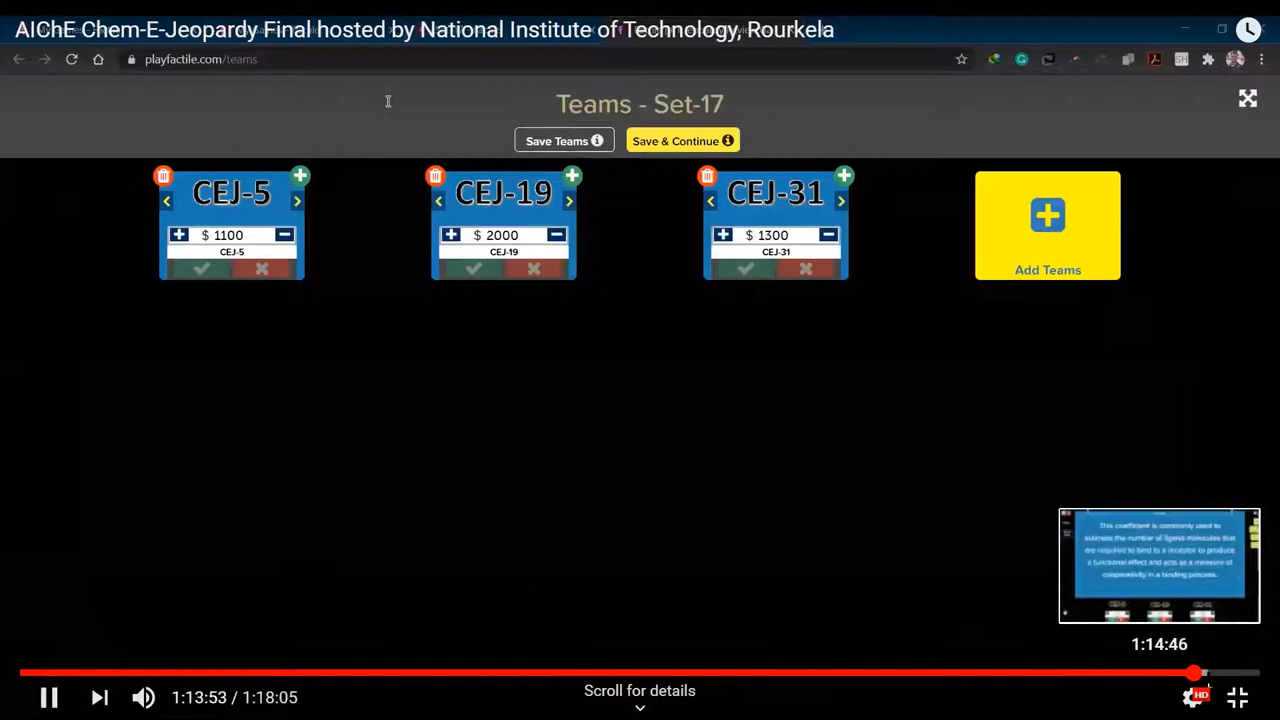 AIChE Chem-E-Jeopardy Final hosted by National Institute of Technology, Rourkela
playfactile.com/teams
SH
Teams - Set-17
Save Teams
Save & Continue
CEJ-5
CEJ-19
CEJ-31
$ 1100
$ 2000
$ 1300
CEJ-5
CEJ-19
CEJ-31
Add Teams
This coefficient is commonly used to
estimate the number of ligand molecules that
are required to bind to a receptor to produce
a functional effect and acts as a measure of
cooperativity in a binding process.
1:14:46
1:13:53 / 1:18:05
Scroll for details
HD